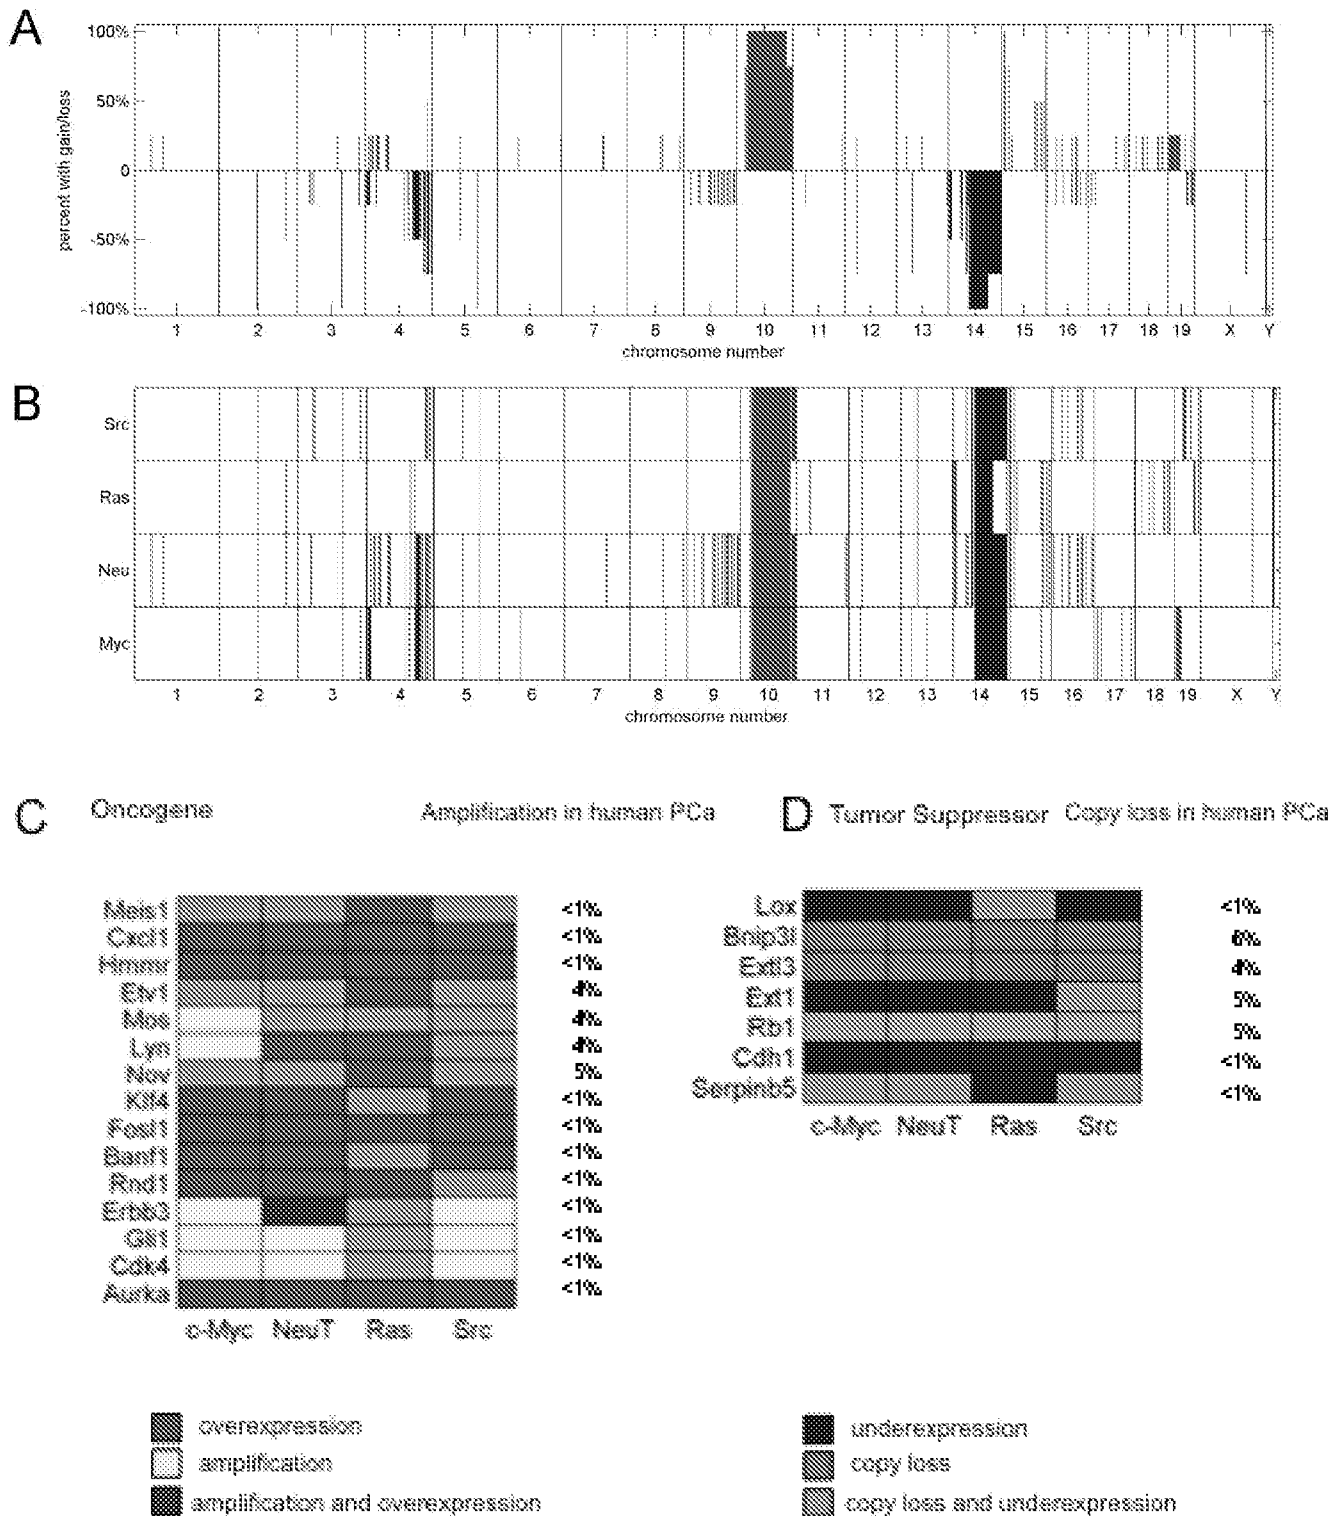 A
100%
50%
0
-50%
-100%
percent with gain/loss
1 2 3 4 5 6 7 8 9 10 11 12 13 14 15 16 17 18 19 X Y
chromosome number
B
Src
Ras
Neu
Myc
1 2 3 4 5 6 7 8 9 10 11 12 13 14 15 16 17 18 19 X Y
chromosome number
C Oncogene Amplification in human PCa
Meis1 <1%
Cxcl1 <1%
Hmmr <1%
Etv1 4%
Mos 4%
Lyn 4%
Nov 5%
Klf4 <1%
Fosl1 <1%
Banf1 <1%
Rnd1 <1%
Erbb3 <1%
Gli1 <1%
Cdk4 <1%
Aurka <1%
c-Myc NeuT Ras Src
overexpression
amplification
amplification and overexpression
D Tumor Suppressor Copy loss in human PCa
Lox <1%
Bnip3l 6%
Extl3 4%
Ext1 5%
Rb1 5%
Cdh1 <1%
Serpinb5 <1%
c-Myc NeuT Ras Src
underexpression
copy loss
copy loss and underexpression